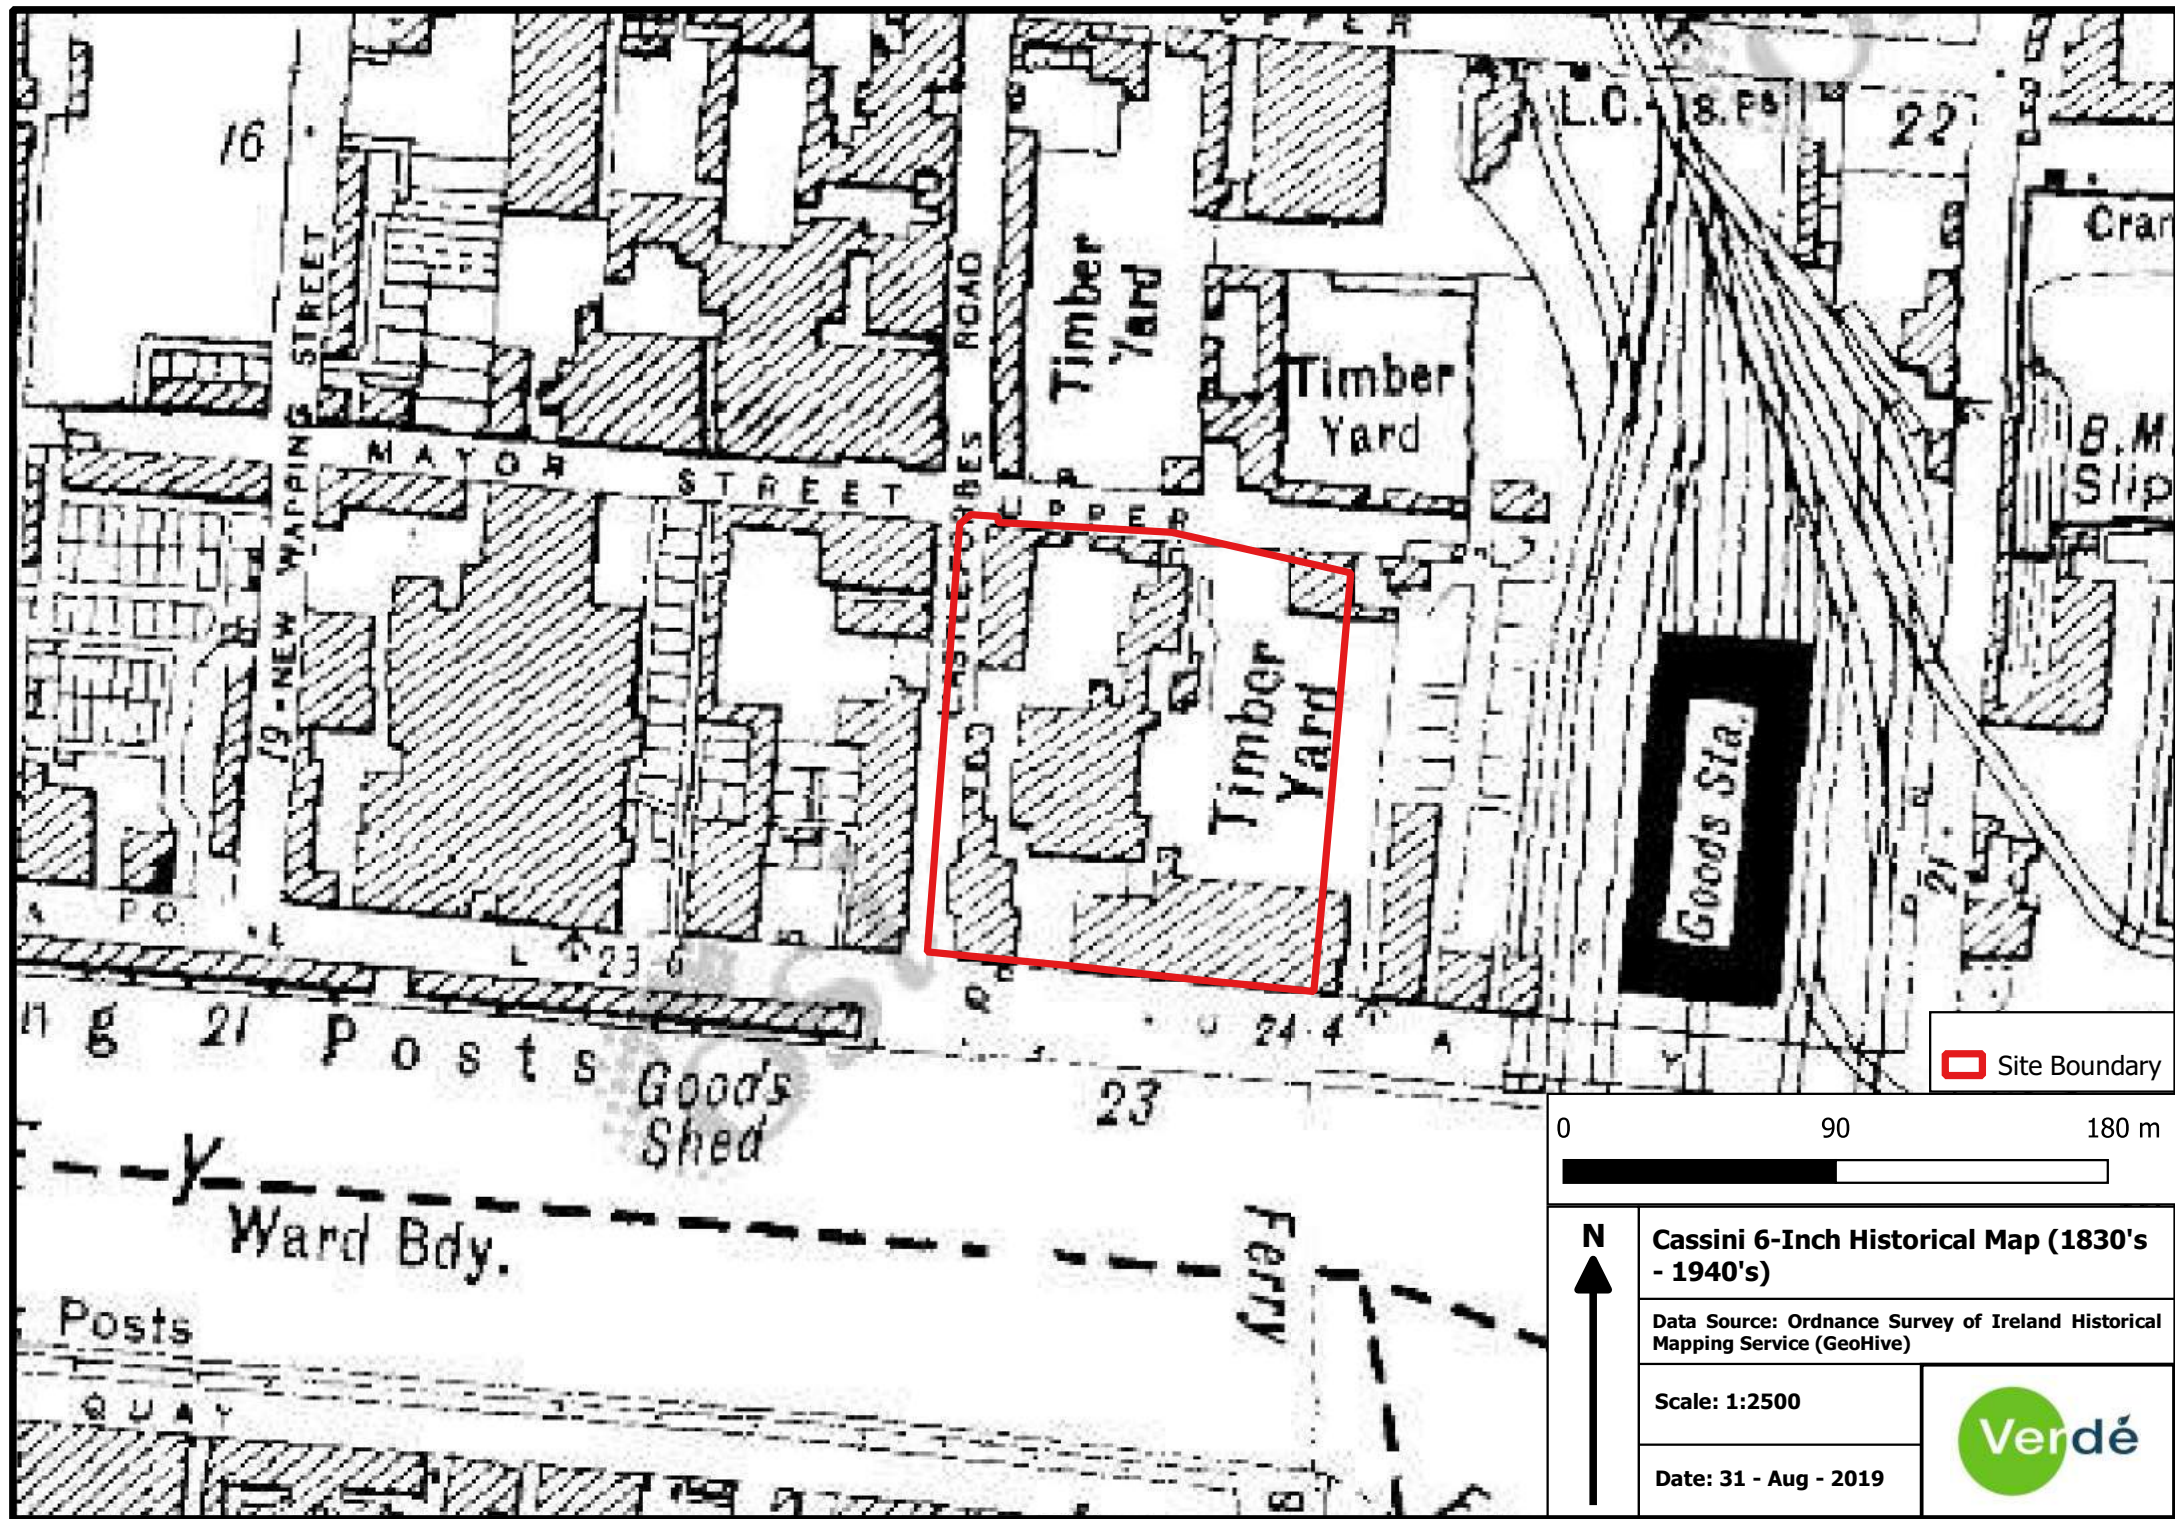 16
L.C.
S.Ps
22
Cran
NEW WAPPING STREET
ROAD
Timber
Yard
Timber
Yard
B.M.
Slip
MAYOR STREET UPPER
19
Timber
Yard
Goods Sta.
21
PO
L
23.6
24.4
Q U A Y
n g 21 Posts
Goods
Shed
23
Ward Bdy.
Ferry
Posts
QUAY
Site Boundary
0 90 180 m
N
Cassini 6-Inch Historical Map (1830's
- 1940's)
Data Source: Ordnance Survey of Ireland Historical
Mapping Service (GeoHive)
Scale: 1:2500
Date: 31 - Aug - 2019
Verdé